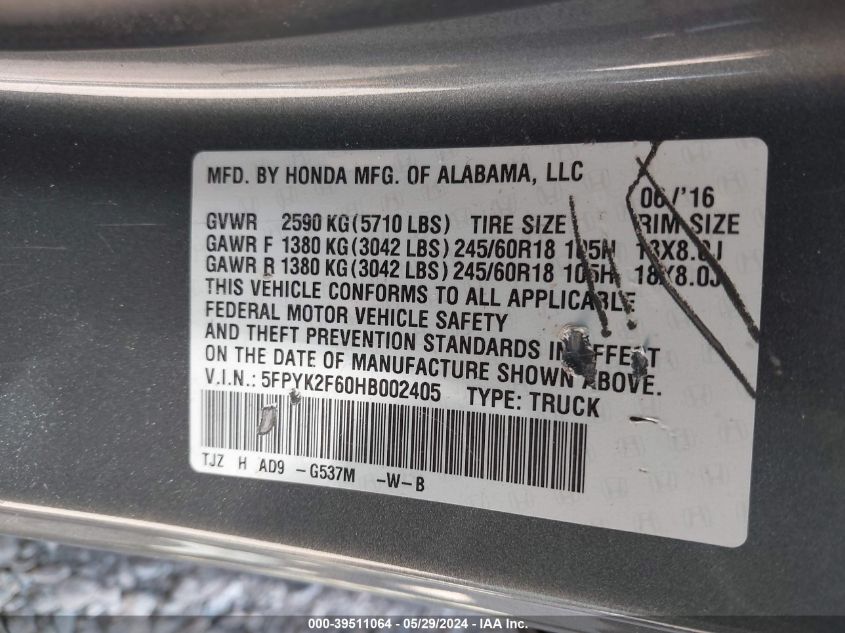 MFD. BY HONDA MFG. OF ALABAMA, LLC 06/'16
GVWR 2590 KG(5710 LBS) TIRE SIZE RIM SIZE
GAWR F 1380 KG(3042 LBS) 245/60R18 105H 18X8.0J
GAWR R 1380 KG(3042 LBS) 245/60R18 105H 18X8.0J
THIS VEHICLE CONFORMS TO ALL APPLICABLE
FEDERAL MOTOR VEHICLE SAFETY
AND THEFT PREVENTION STANDARDS IN EFFECT
ON THE DATE OF MANUFACTURE SHOWN ABOVE.
V.I.N.: 5FPYK2F60HB002405 TYPE: TRUCK
TJZ H AD9 -G537M -W-B
000-39511064 - 05/29/2024 - IAA Inc.